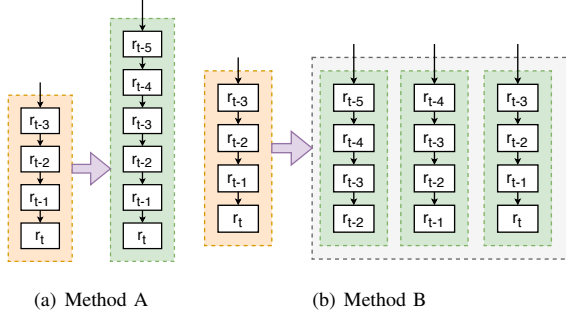 r_{t-3}
r_{t-2}
r_{t-1}
r_t
r_{t-5}
r_{t-4}
r_{t-3}
r_{t-2}
r_{t-1}
r_t
(a) Method A
r_{t-3}
r_{t-2}
r_{t-1}
r_t
r_{t-5}
r_{t-4}
r_{t-3}
r_{t-2}
r_{t-4}
r_{t-3}
r_{t-2}
r_{t-1}
r_{t-3}
r_{t-2}
r_{t-1}
r_t
(b) Method B